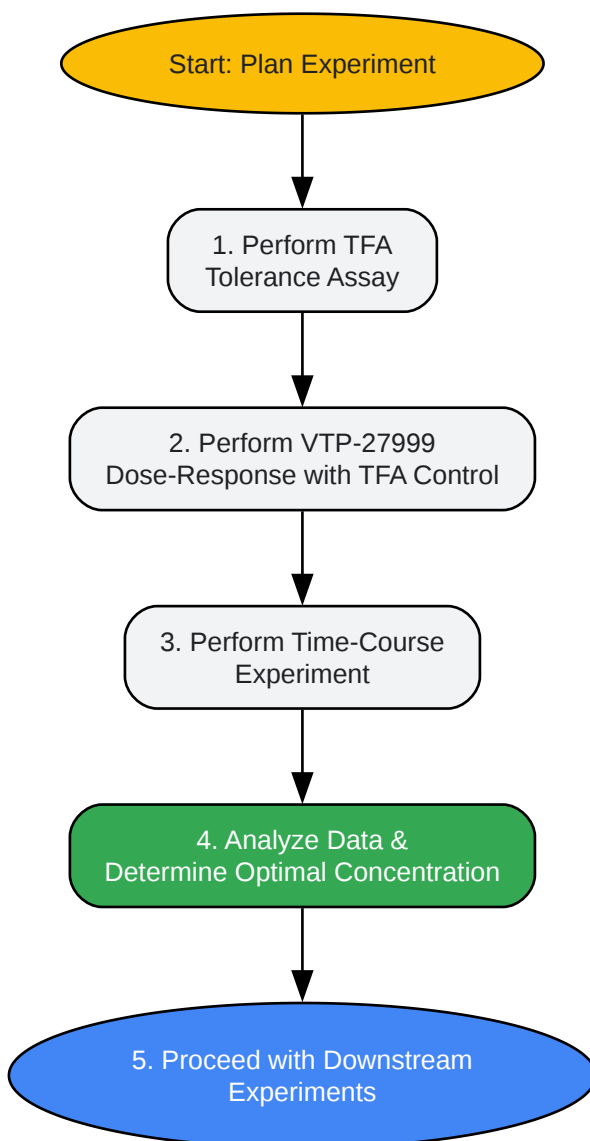 Start: Plan Experiment
1. Perform TFA
Tolerance Assay
2. Perform VTP-27999
Dose-Response with TFA Control
3. Perform Time-Course
Experiment
4. Analyze Data &
Determine Optimal Concentration
5. Proceed with Downstream
Experiments